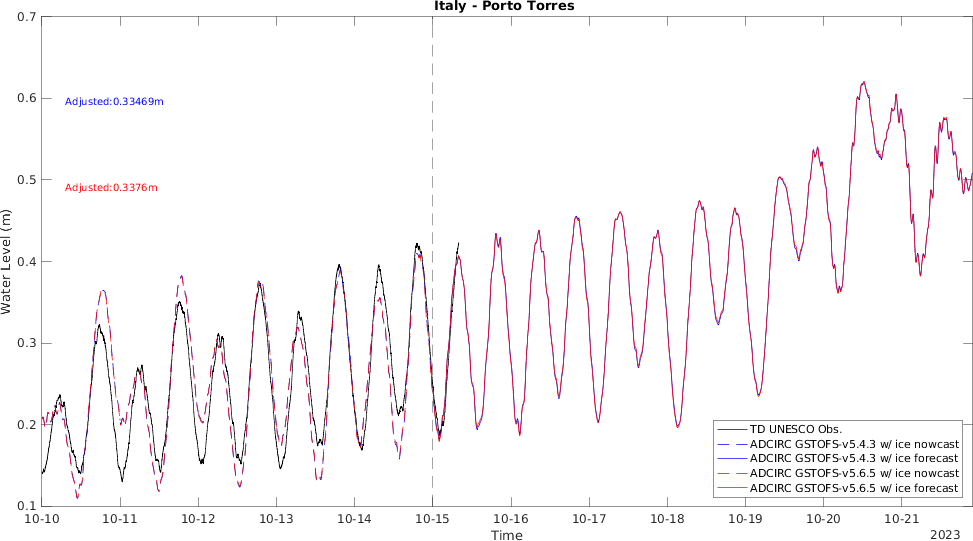 Italy - Porto Torres
0.7
0.6
0.5
0.4
0.3
0.2
0.1
Water Level (m)
Adjusted:0.33469m
Adjusted:0.3376m
TD UNESCO Obs.
ADCIRC GSTOFS-v5.4.3 w/ ice nowcast
ADCIRC GSTOFS-v5.4.3 w/ ice forecast
ADCIRC GSTOFS-v5.6.5 w/ ice nowcast
ADCIRC GSTOFS-v5.6.5 w/ ice forecast
10-10 10-11 10-12 10-13 10-14 10-15 10-16 10-17 10-18 10-19 10-20 10-21
Time
2023